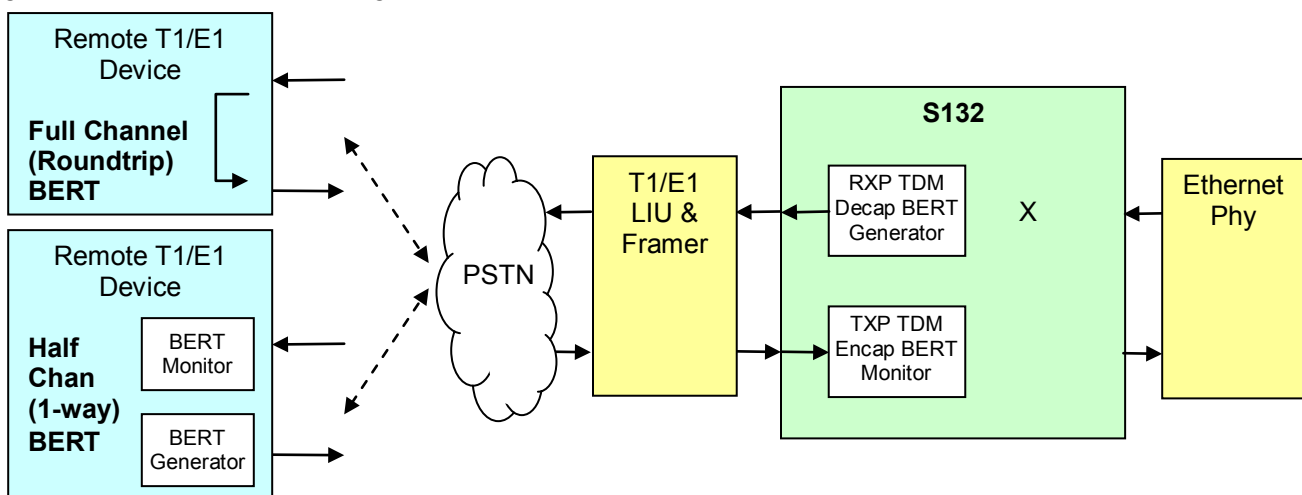 Remote T1/E1
Device
Full Channel
(Roundtrip)
BERT
Remote T1/E1
Device
Half
Chan
(1-way)
BERT
BERT
Monitor
BERT
Generator
PSTN
T1/E1
LIU &
Framer
S132
RXP TDM
Decap BERT
Generator
X
TXP TDM
Encap BERT
Monitor
Ethernet
Phy